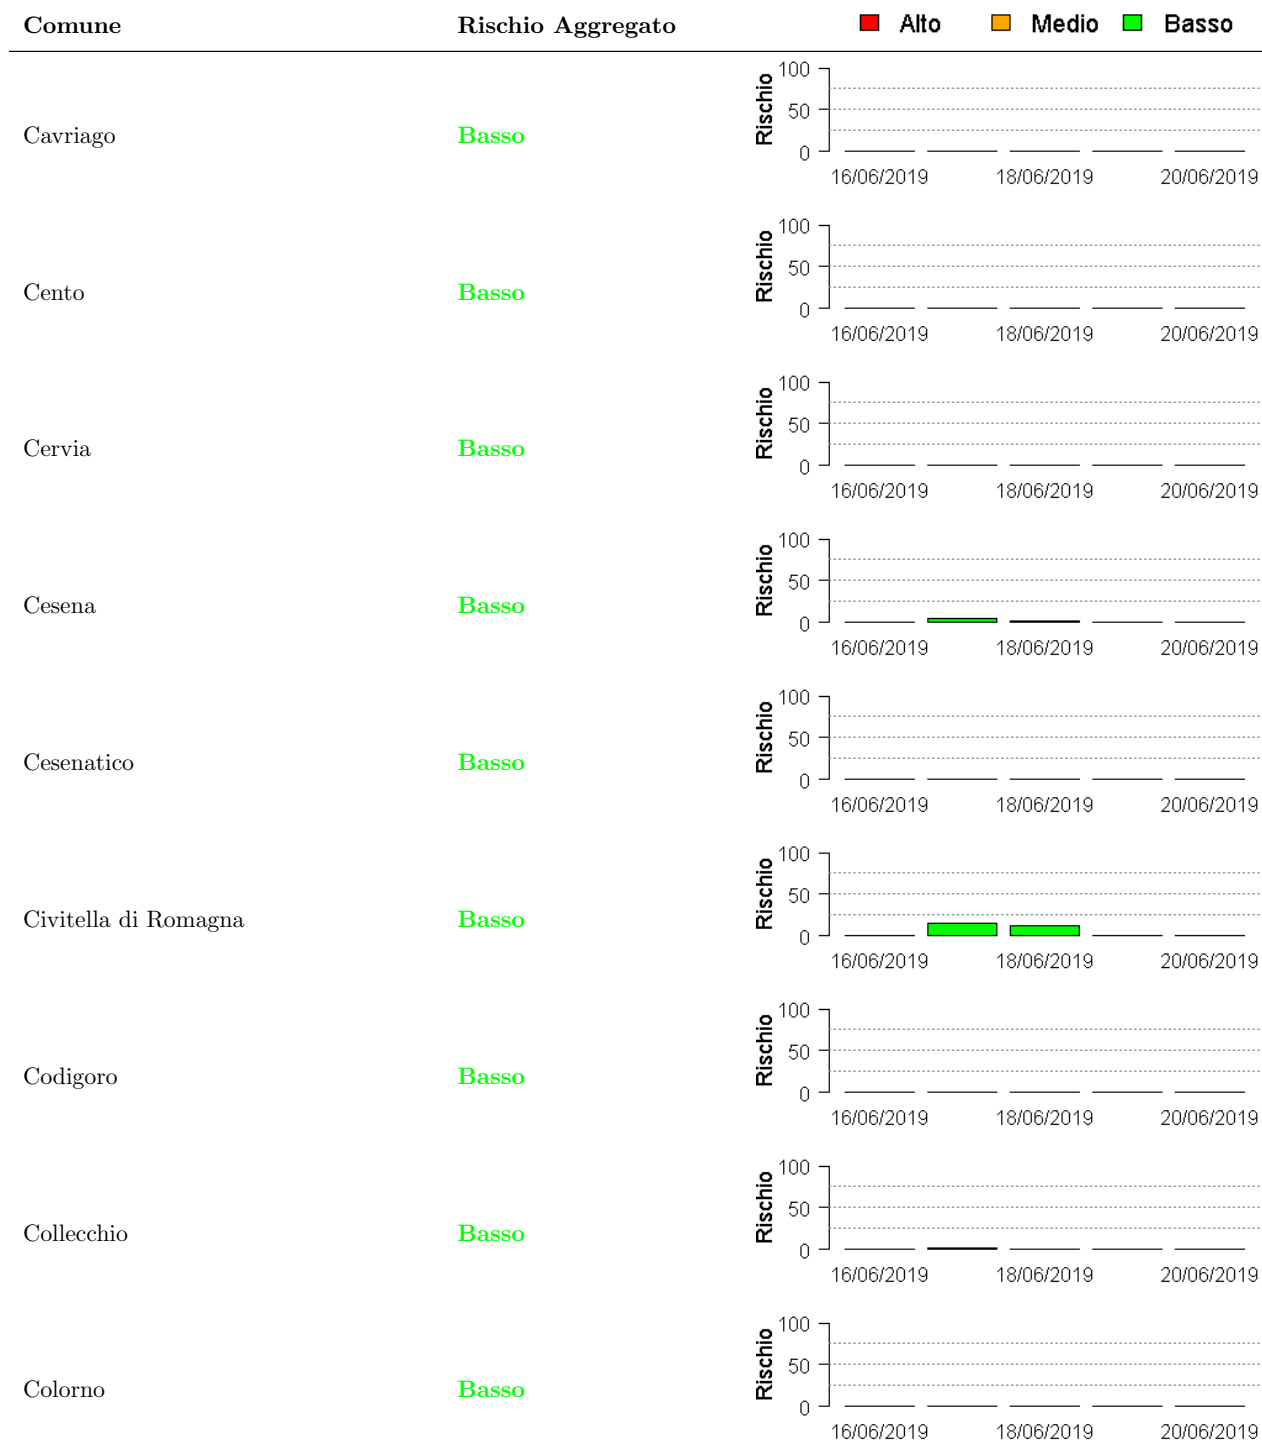 Comune Rischio Aggregato Alto Medio Basso
100
50
0
Rischio
Cavriago Basso
16/06/2019 18/06/2019 20/06/2019
100
50
0
Rischio
Cento Basso
16/06/2019 18/06/2019 20/06/2019
100
50
0
Rischio
Cervia Basso
16/06/2019 18/06/2019 20/06/2019
100
50
0
Rischio
Cesena Basso
16/06/2019 18/06/2019 20/06/2019
100
50
0
Rischio
Cesenatico Basso
16/06/2019 18/06/2019 20/06/2019
100
50
0
Rischio
Civitella di Romagna Basso
16/06/2019 18/06/2019 20/06/2019
100
50
0
Rischio
Codigoro Basso
16/06/2019 18/06/2019 20/06/2019
100
50
0
Rischio
Collecchio Basso
16/06/2019 18/06/2019 20/06/2019
100
50
0
Rischio
Colorno Basso
16/06/2019 18/06/2019 20/06/2019